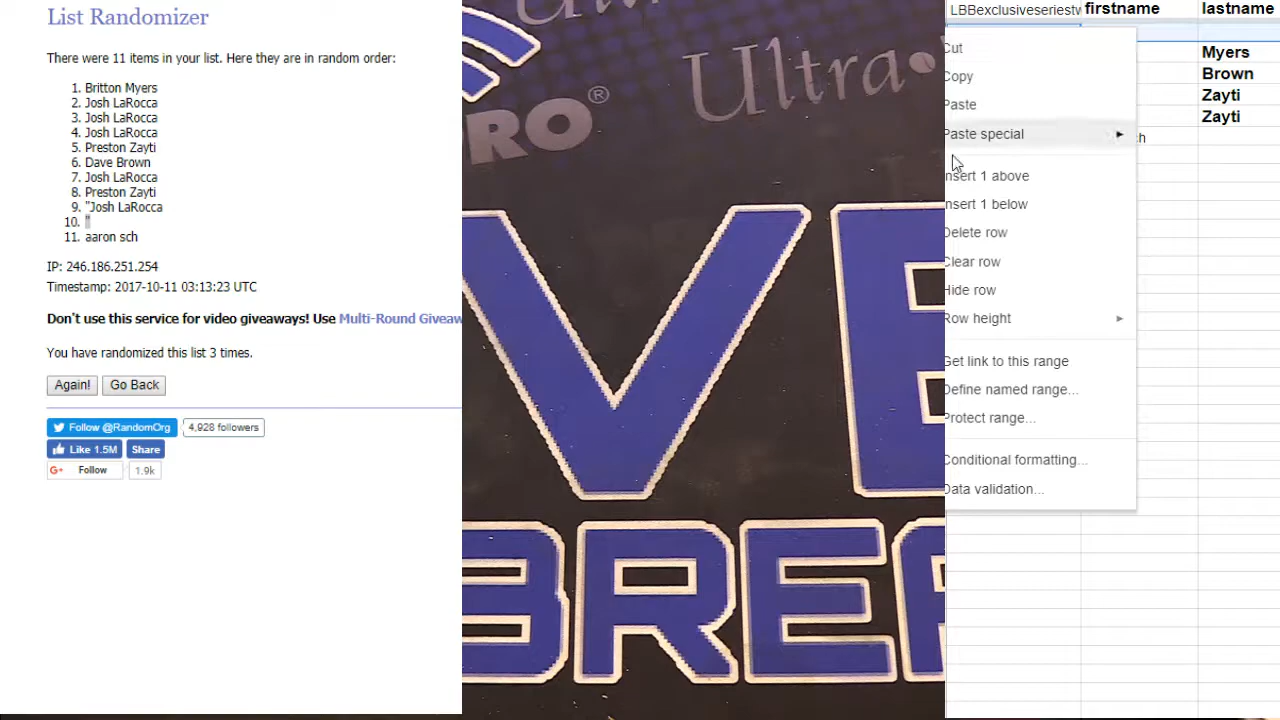 List Randomizer
There were 11 items in your list. Here they are in random order:
1. Britton Myers
2. Josh LaRocca
3. Josh LaRocca
4. Josh LaRocca
5. Preston Zayti
6. Dave Brown
7. Josh LaRocca
8. Preston Zayti
9. "Josh LaRocca
10. "
11. aaron sch
IP: 246.186.251.254
Timestamp: 2017-10-11 03:13:23 UTC
Don't use this service for video giveaways! Use Multi-Round Giveaw
You have randomized this list 3 times.
Again! Go Back
Follow @RandomOrg 4,928 followers
Like 1.5M Share
G+ Follow 1.9k
Ultra
PRO®
VE
BREA
LBBexclusiveseriestw firstname lastname
Cut
Copy
Paste
Paste special
Insert 1 above
Insert 1 below
Delete row
Clear row
Hide row
Row height
Get link to this range
Define named range...
Protect range...
Conditional formatting...
Data validation...
Myers
Brown
Zayti
Zayti
ch